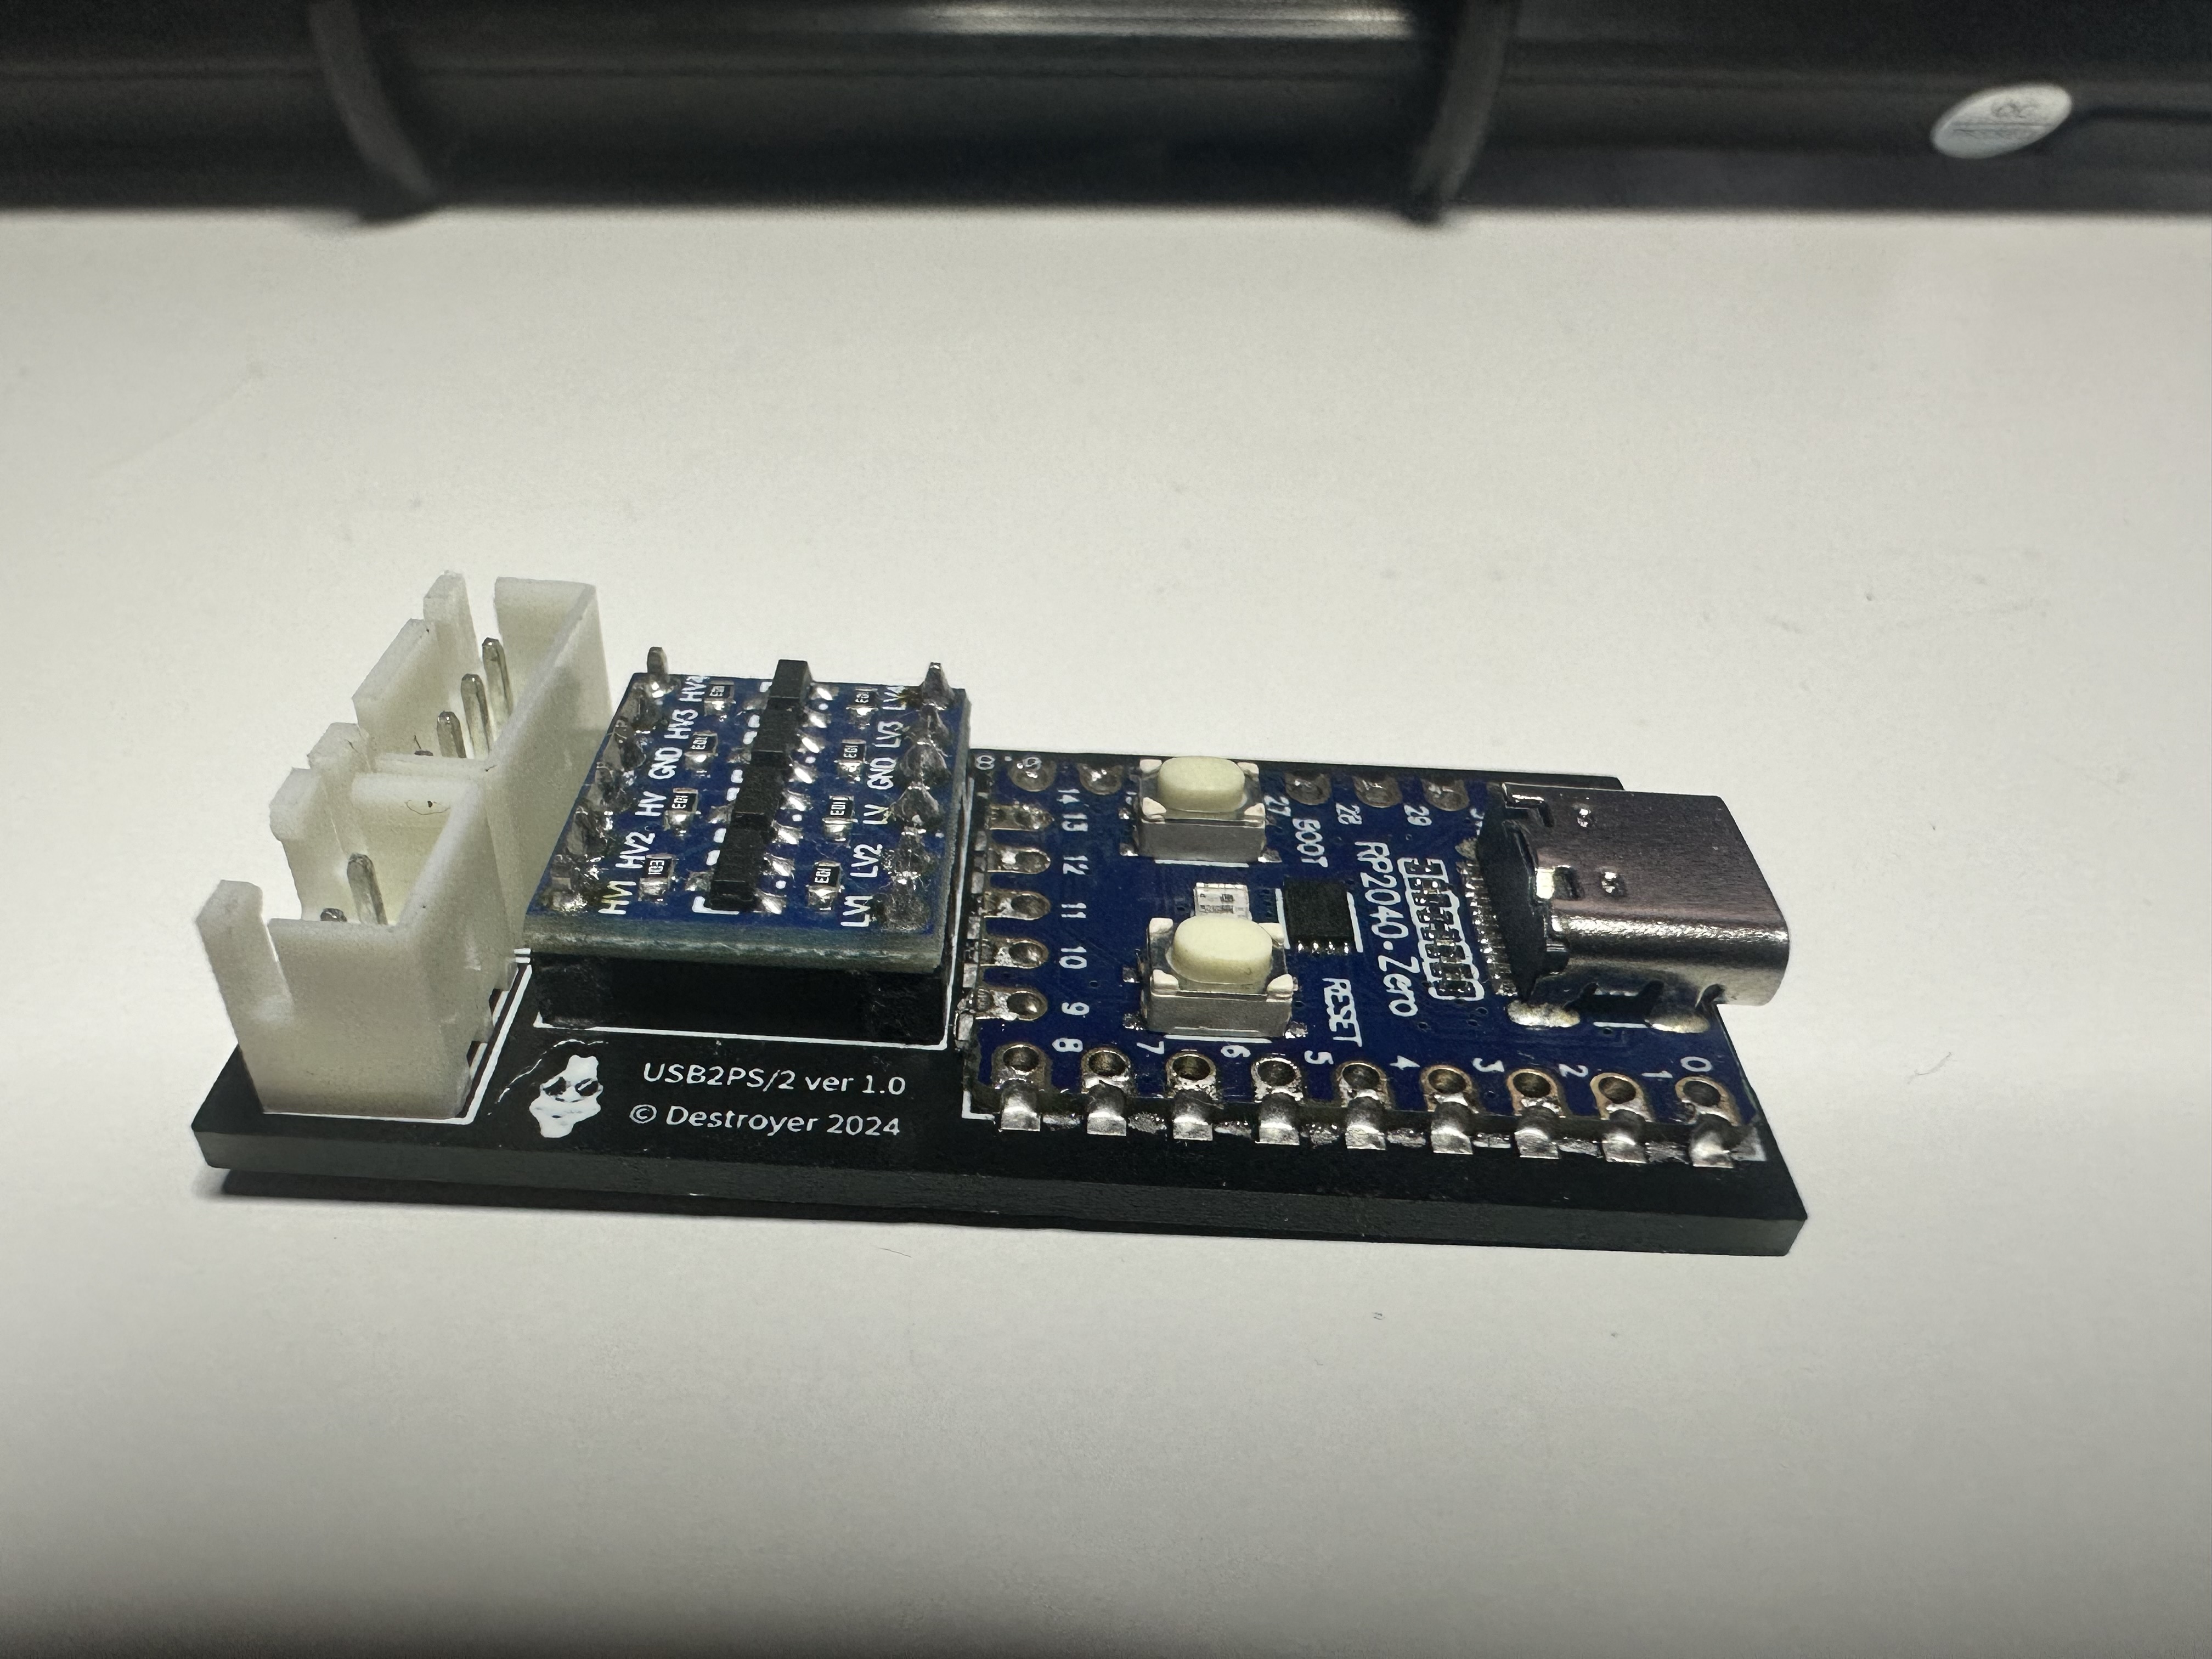 USB2PS/2 ver 1.0
© Destroyer 2024
HV1 HV2 HV GND HV3 HV4
LV1 LV2 LV GND LV3 LV4
RP2040-Zero
BOOT
RESET
14
13
12
11
10
9
8
7
6
5
4
3
2
1
0
27
28
29